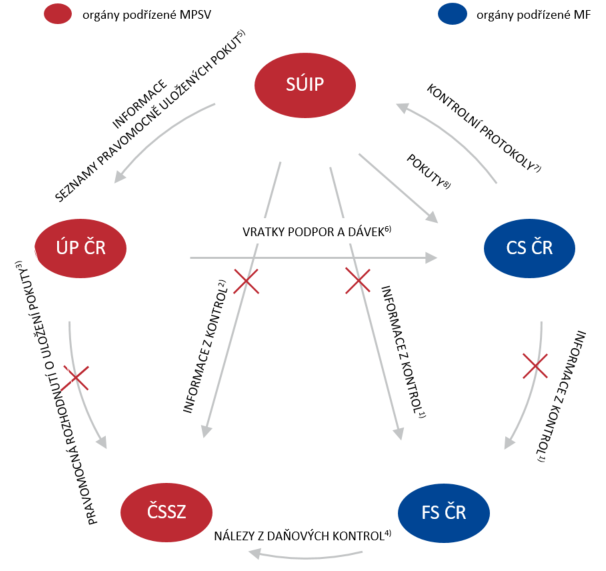 orgány podřízené MPSV
orgány podřízené MF
SÚIP
INFORMACE
SEZNAMY PRAVOMOCNĚ ULOŽENÝCH POKUT⁵⁾
KONTROLNÍ PROTOKOLY⁷⁾
POKUTY⁸⁾
ÚP ČR
VRATKY PODPOR A DÁVEK⁶⁾
CS ČR
PRAVOMOCNÁ ROZHODNUTÍ O ULOŽENÍ POKUTY³⁾
INFORMACE Z KONTROL²⁾
INFORMACE Z KONTROL¹⁾
INFORMACE Z KONTROL¹⁾
ČSSZ
FS ČR
NÁLEZY Z DAŇOVÝCH KONTROL⁴⁾